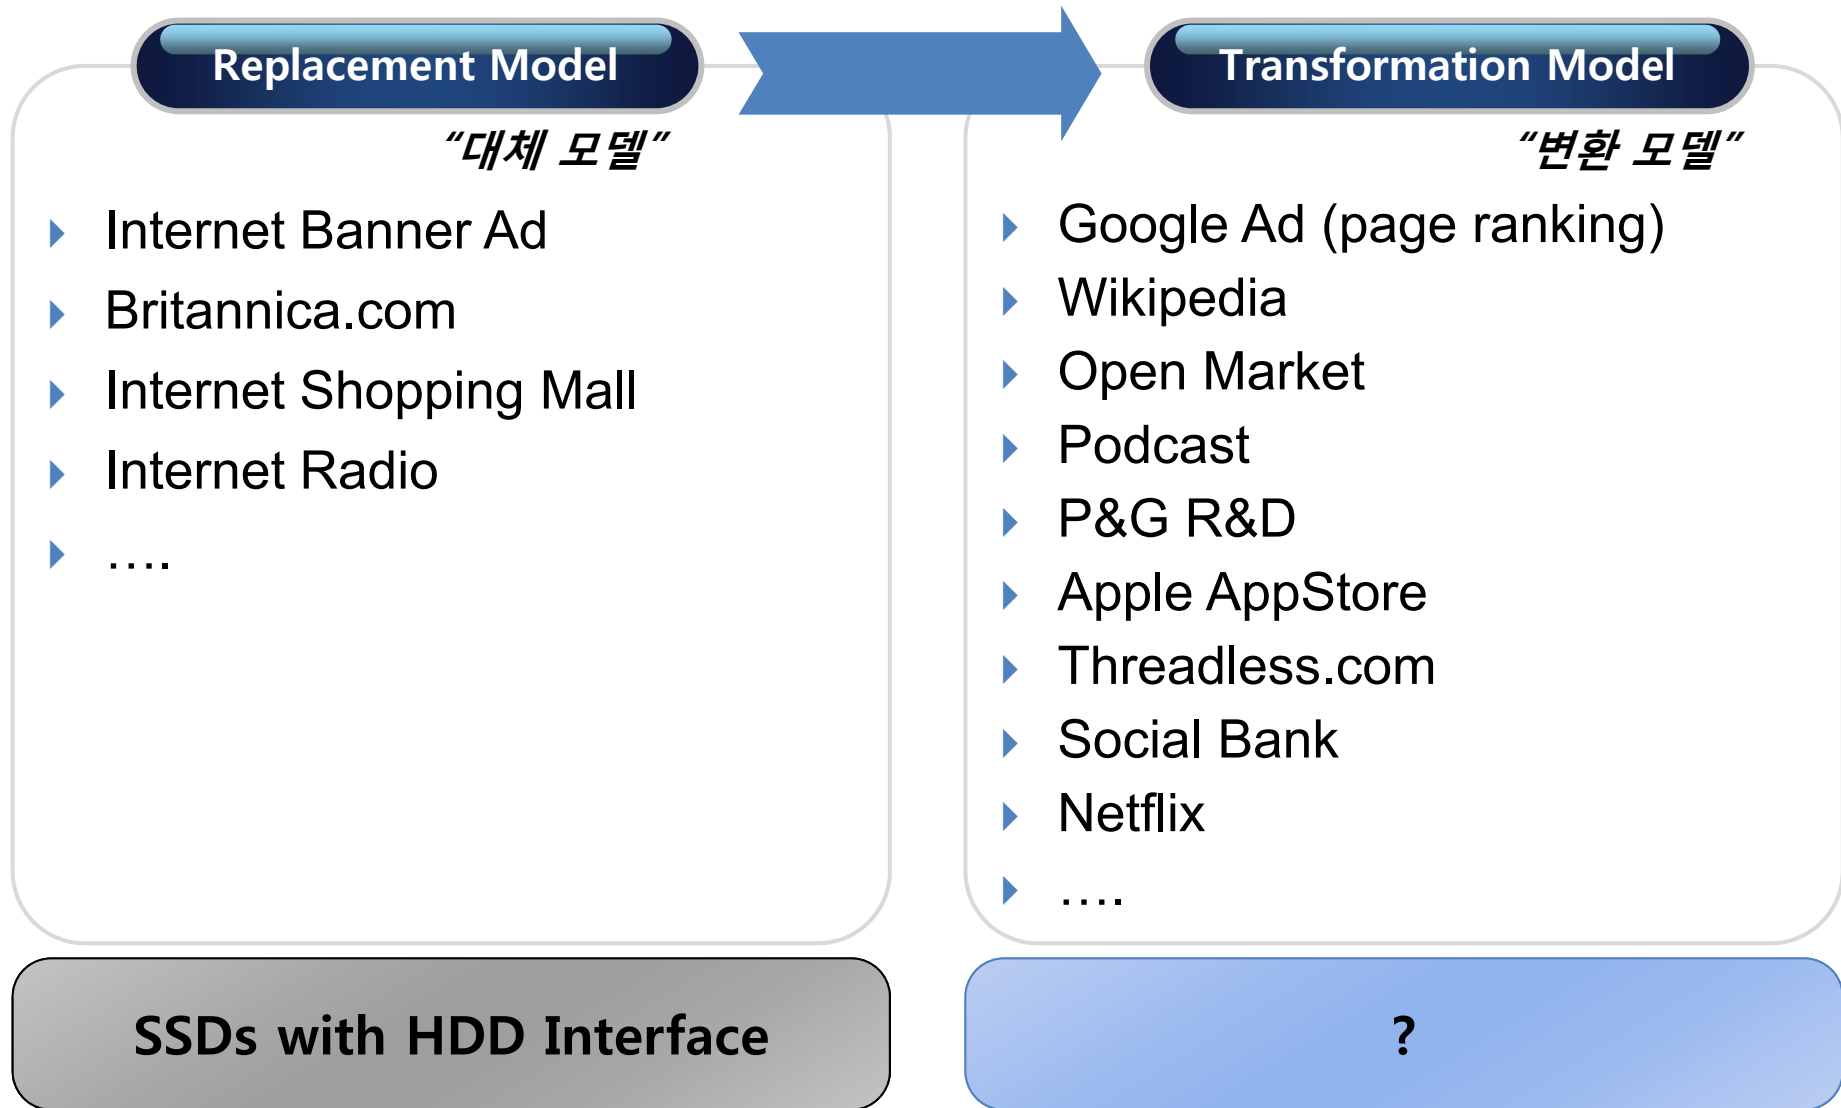 Replacement Model
"대체 모델"
Internet Banner Ad
Britannica.com
Internet Shopping Mall
Internet Radio
….
SSDs with HDD Interface
Transformation Model
"변환 모델"
Google Ad (page ranking)
Wikipedia
Open Market
Podcast
P&G R&D
Apple AppStore
Threadless.com
Social Bank
Netflix
….
?